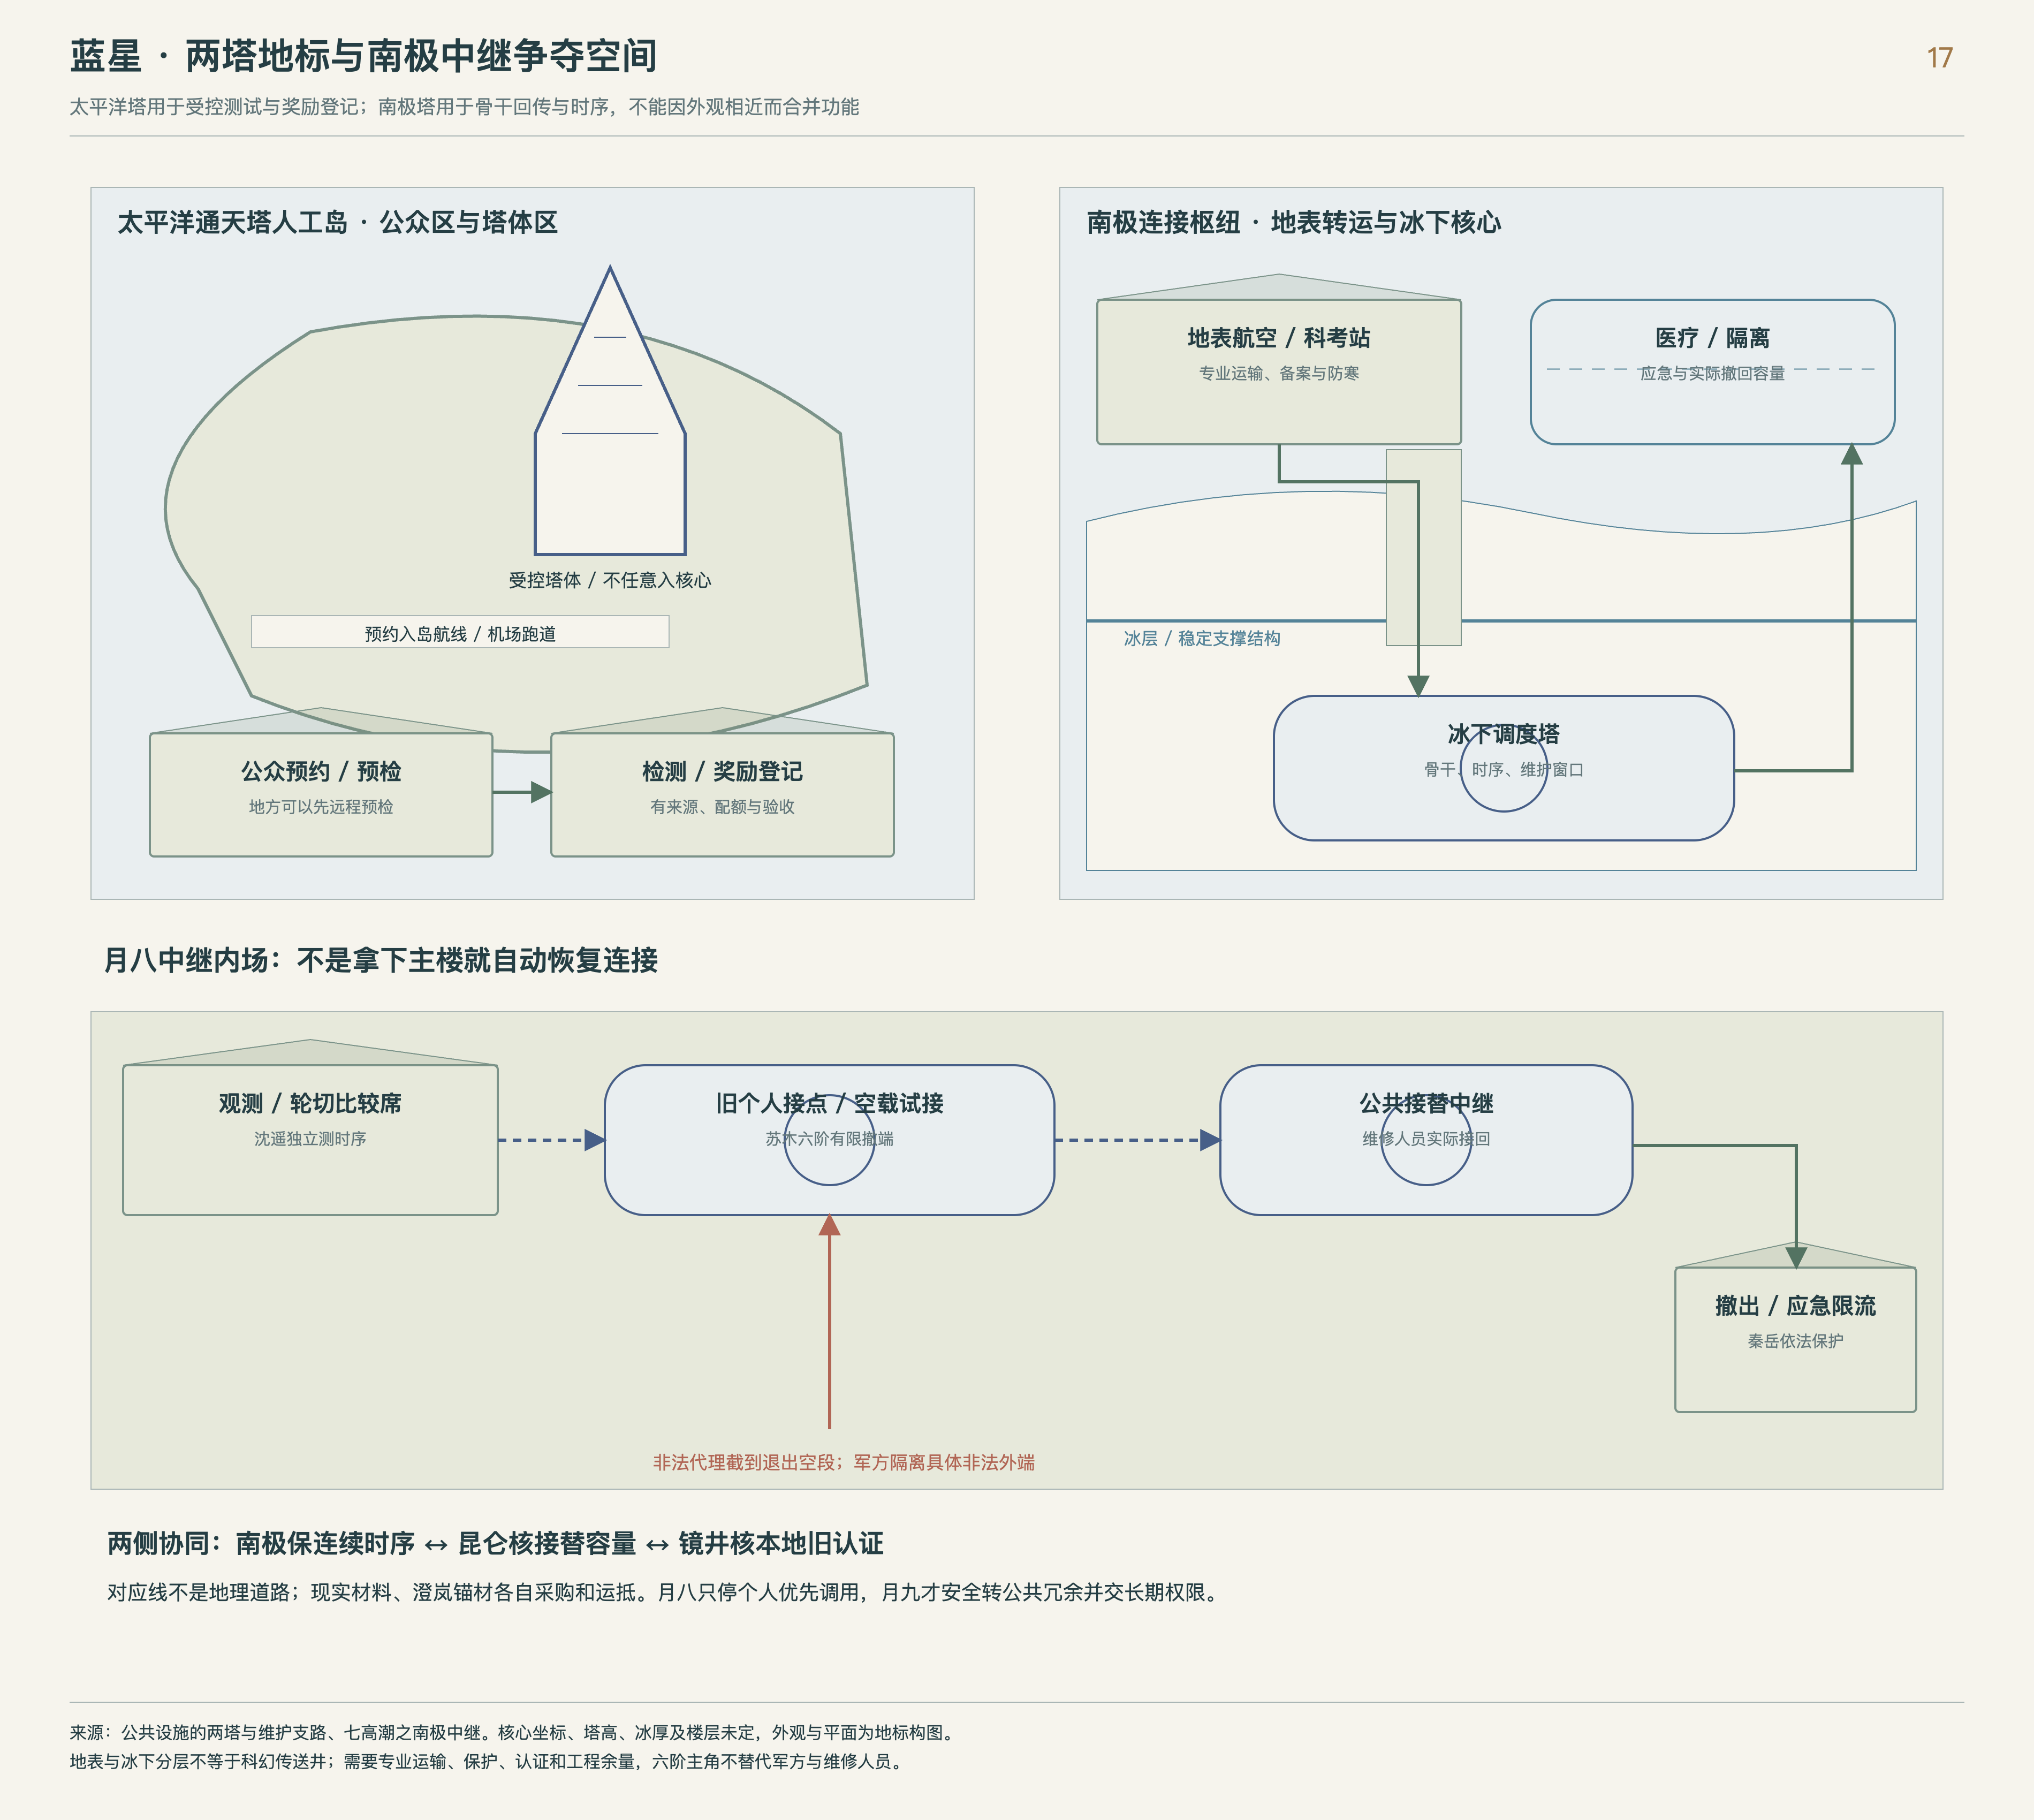 蓝星 · 两塔地标与南极中继争夺空间
17
太平洋塔用于受控测试与奖励登记；南极塔用于骨干回传与时序，不能因外观相近而合并功能
太平洋通天塔人工岛 · 公众区与塔体区
受控塔体 / 不任意入核心
预约入岛航线 / 机场跑道
公众预约 / 预检
地方可以先远程预检
检测 / 奖励登记
有来源、配额与验收
南极连接枢纽 · 地表转运与冰下核心
地表航空 / 科考站
专业运输、备案与防寒
医疗 / 隔离
应急与实际撤回容量
冰层 / 稳定支撑结构
冰下调度塔
骨干、时序、维护窗口
月八中继内场：不是拿下主楼就自动恢复连接
观测 / 轮切比较席
沈遥独立测时序
旧个人接点 / 空载试接
苏木六阶有限撤端
公共接替中继
维修人员实际接回
撤出 / 应急限流
秦岳依法保护
非法代理截到退出空段；军方隔离具体非法外端
两侧协同：南极保连续时序 ↔ 昆仑核接替容量 ↔ 镜井核本地旧认证
对应线不是地理道路；现实材料、澄岚锚材各自采购和运抵。月八只停个人优先调用，月九才安全转公共冗余并交长期权限。
来源：公共设施的两塔与维护支路、七高潮之南极中继。核心坐标、塔高、冰厚及楼层未定，外观与平面为地标构图。
地表与冰下分层不等于科幻传送井；需要专业运输、保护、认证和工程余量，六阶主角不替代军方与维修人员。